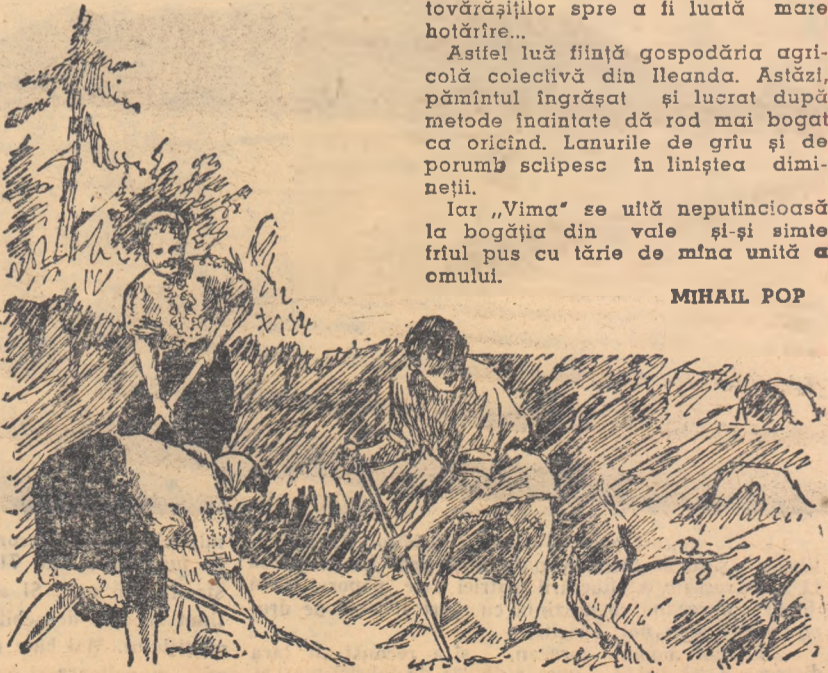 tovărășiților spre a fi luată mare
hotărîre...
Astfel luă ființă gospodăria agri-
colă colectivă din Ileanda. Astăzi,
pămîntul îngrășat și lucrat după
metode înaintate dă rod mai bogat
ca oricînd. Lanurile de grîu și de
porumb sclipesc în liniștea dimi-
neții.
Iar „Vima" se uită neputincioasă
la bogăția din vale și-și simte
frîul pus cu tărie de mîna unită a
omului.
MIHAIL POP